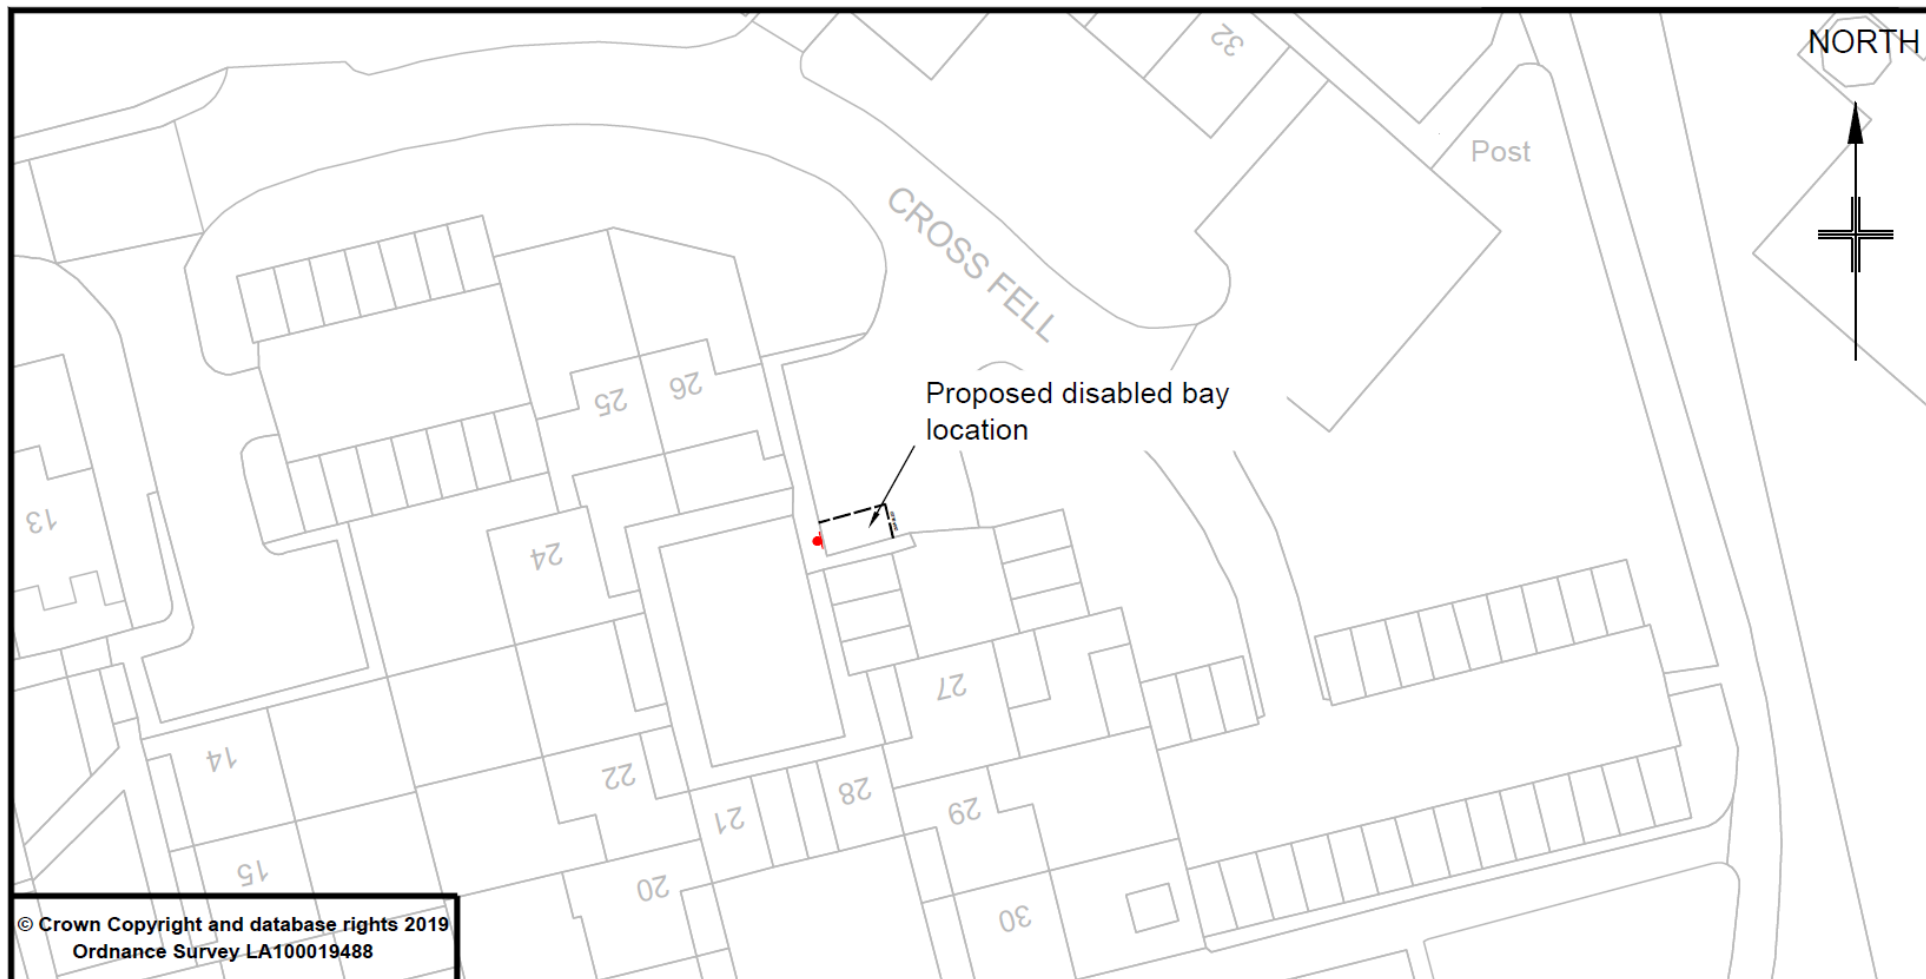 32
NORTH
Post
CROSS FELL
Proposed disabled bay
location
25
26
13
24
27
14
22
21
28
29
15
20
30
© Crown Copyright and database rights 2019
Ordnance Survey LA100019488